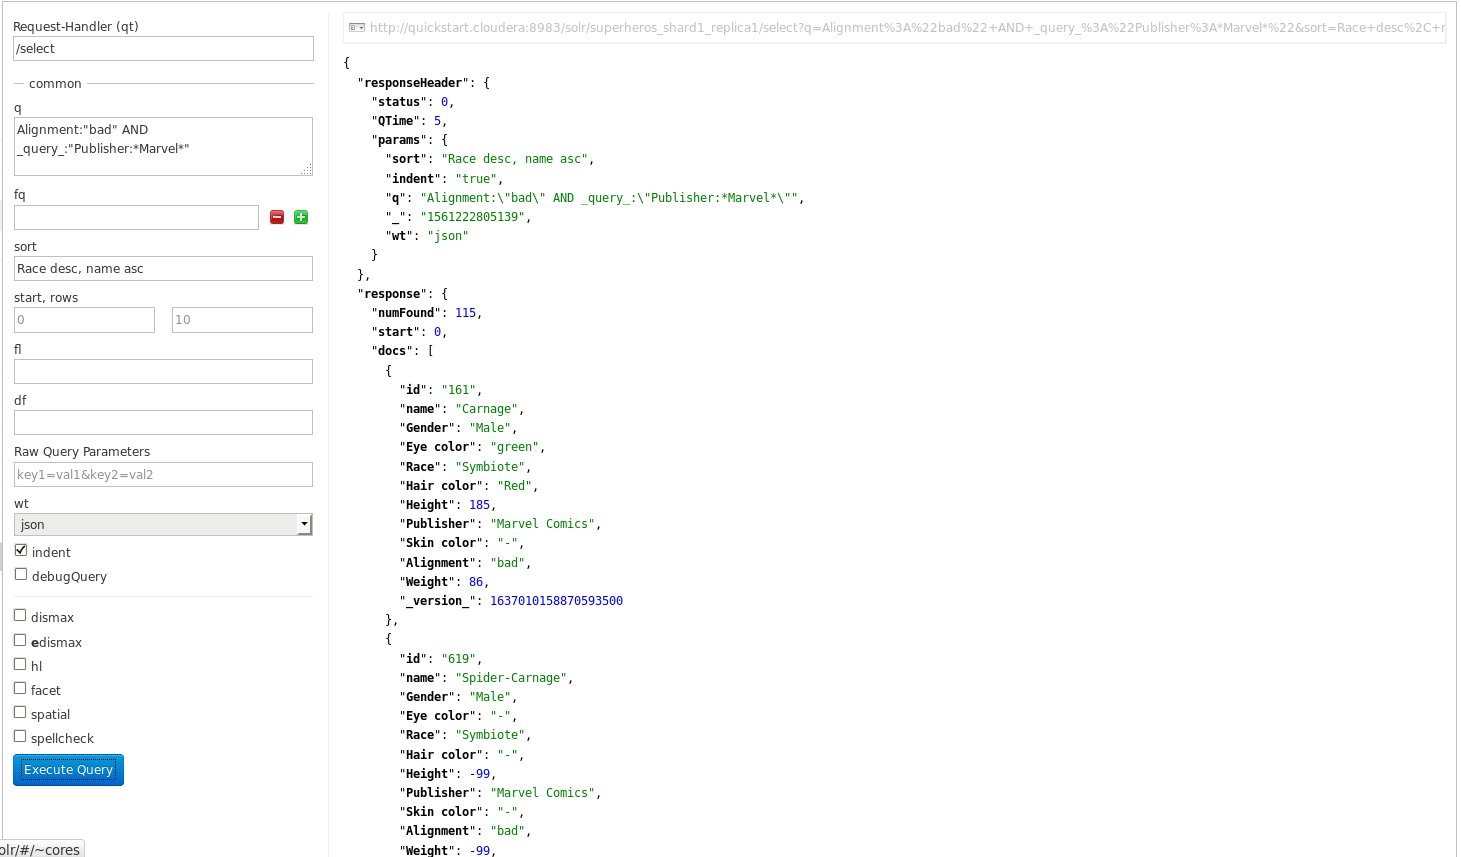 Request-Handler (qt)
/select
common
q
Alignment:"bad" AND
_query_:"Publisher:*Marvel*"
fq
sort
Race desc, name asc
start, rows
0
10
fl
df
Raw Query Parameters
key1=val1&key2=val2
wt
json
indent
debugQuery
dismax
edismax
hl
facet
spatial
spellcheck
Execute Query
olr/#/~cores
http://quickstart.cloudera:8983/solr/superheros_shard1_replica1/select?q=Alignment%3A%22bad%22+AND+_query_%3A%22Publisher%3A*Marvel*%22&sort=Race+desc%2C+
{
"responseHeader": {
"status": 0,
"QTime": 5,
"params": {
"sort": "Race desc, name asc",
"indent": "true",
"q": "Alignment:\"bad\" AND _query_:\"Publisher:*Marvel*\"",
"_": "1561222805139",
"wt": "json"
}
},
"response": {
"numFound": 115,
"start": 0,
"docs": [
{
"id": "161",
"name": "Carnage",
"Gender": "Male",
"Eye color": "green",
"Race": "Symbiote",
"Hair color": "Red",
"Height": 185,
"Publisher": "Marvel Comics",
"Skin color": "-",
"Alignment": "bad",
"Weight": 86,
"_version_": 1637010158870593500
},
{
"id": "619",
"name": "Spider-Carnage",
"Gender": "Male",
"Eye color": "-",
"Race": "Symbiote",
"Hair color": "-",
"Height": -99,
"Publisher": "Marvel Comics",
"Skin color": "-",
"Alignment": "bad",
"Weight": -99,